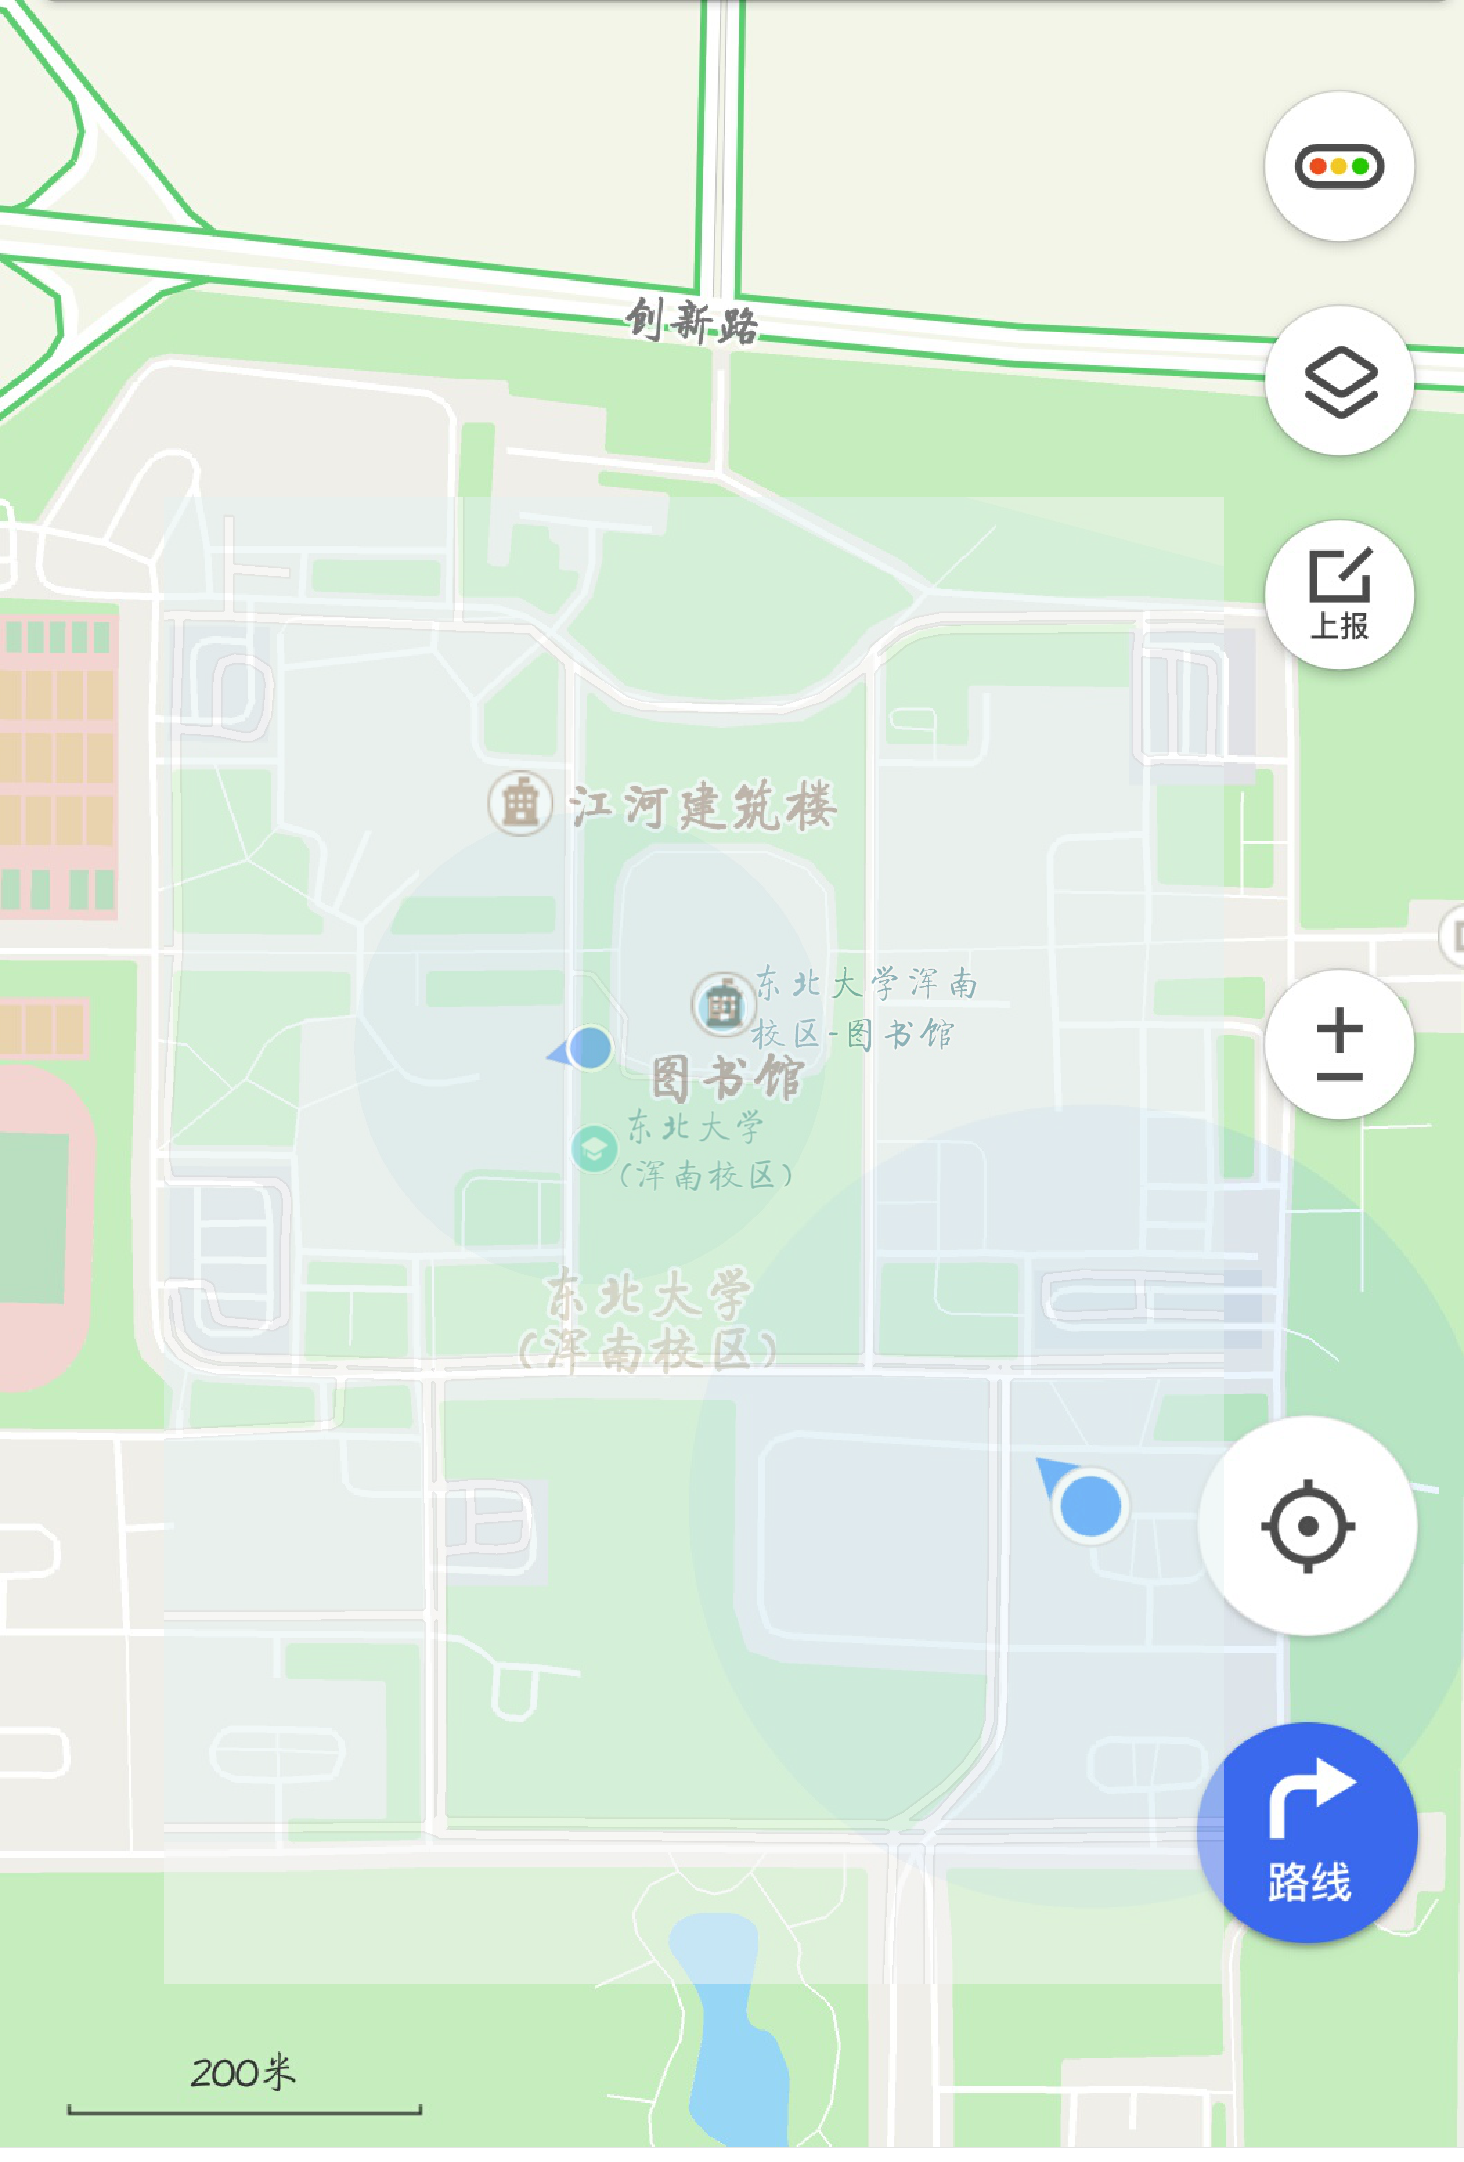 创新路
上报
江河建筑楼
东北大学浑南
校区-图书馆
图书馆
东北大学
(浑南校区)
东北大学
(浑南校区)
路线
200米